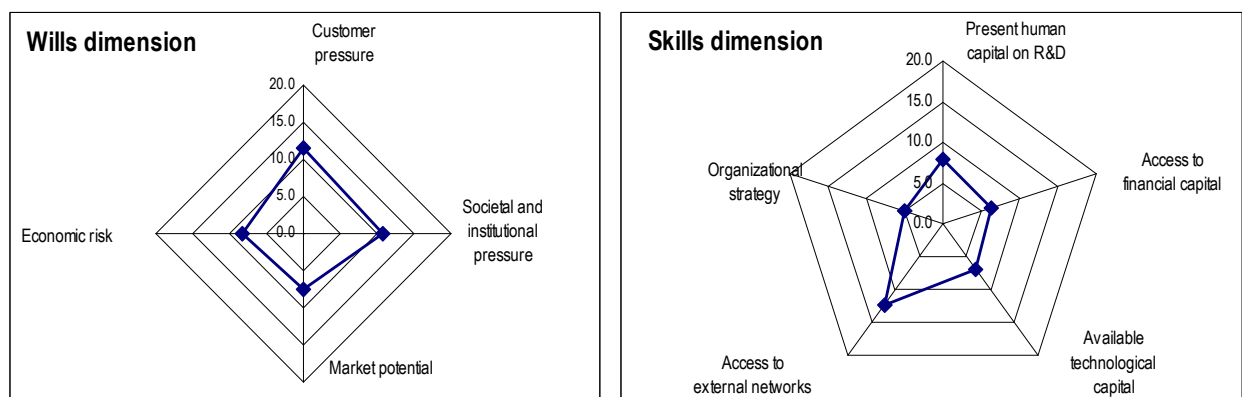 Wills dimension
Customer
pressure
20.0
15.0
10.0
5.0
0.0
Economic risk
Societal and
institutional
pressure
Market potential
Skills dimension
Present human
capital on R&D
20.0
15.0
10.0
5.0
0.0
Organizational
strategy
Access to
financial capital
Access to
external networks
Available
technological
capital